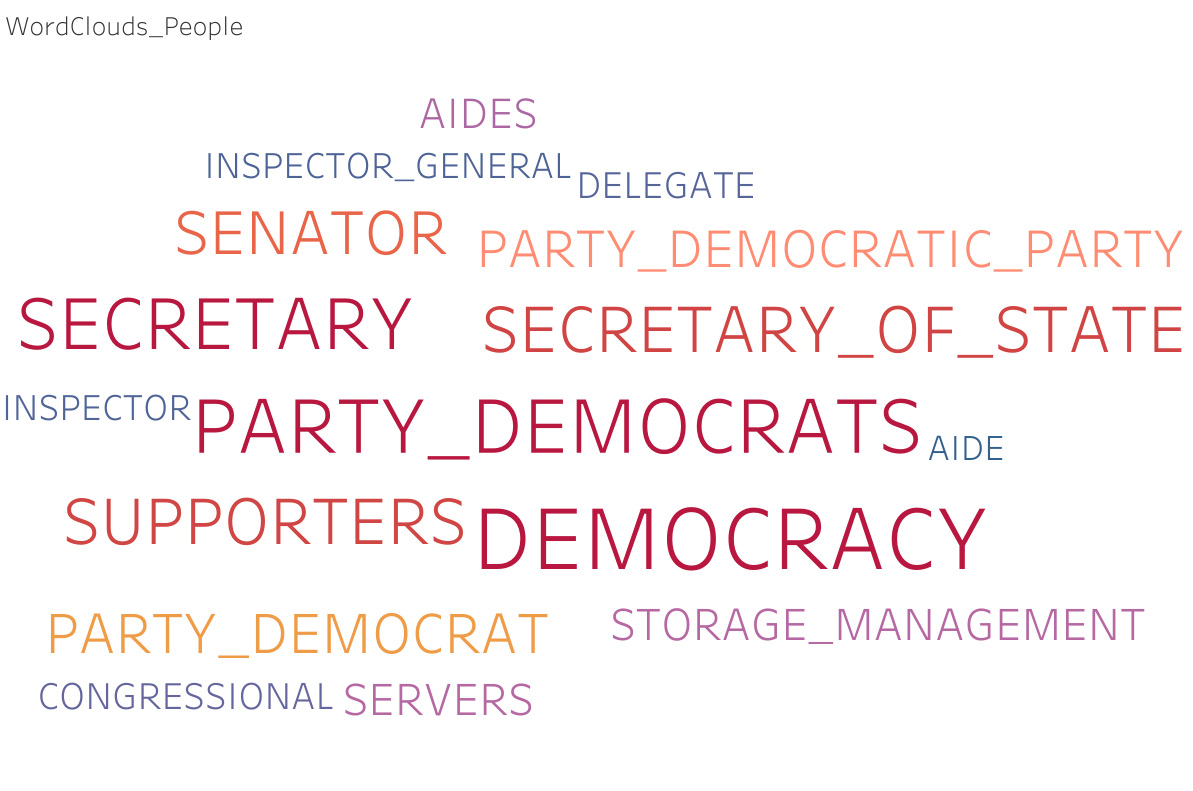 WordClouds_People
AIDES
INSPECTOR_GENERAL
DELEGATE
SENATOR
PARTY_DEMOCRATIC_PARTY
SECRETARY
SECRETARY_OF_STATE
INSPECTOR
PARTY_DEMOCRATS
AIDE
SUPPORTERS
DEMOCRACY
PARTY_DEMOCRAT
STORAGE_MANAGEMENT
CONGRESSIONAL
SERVERS